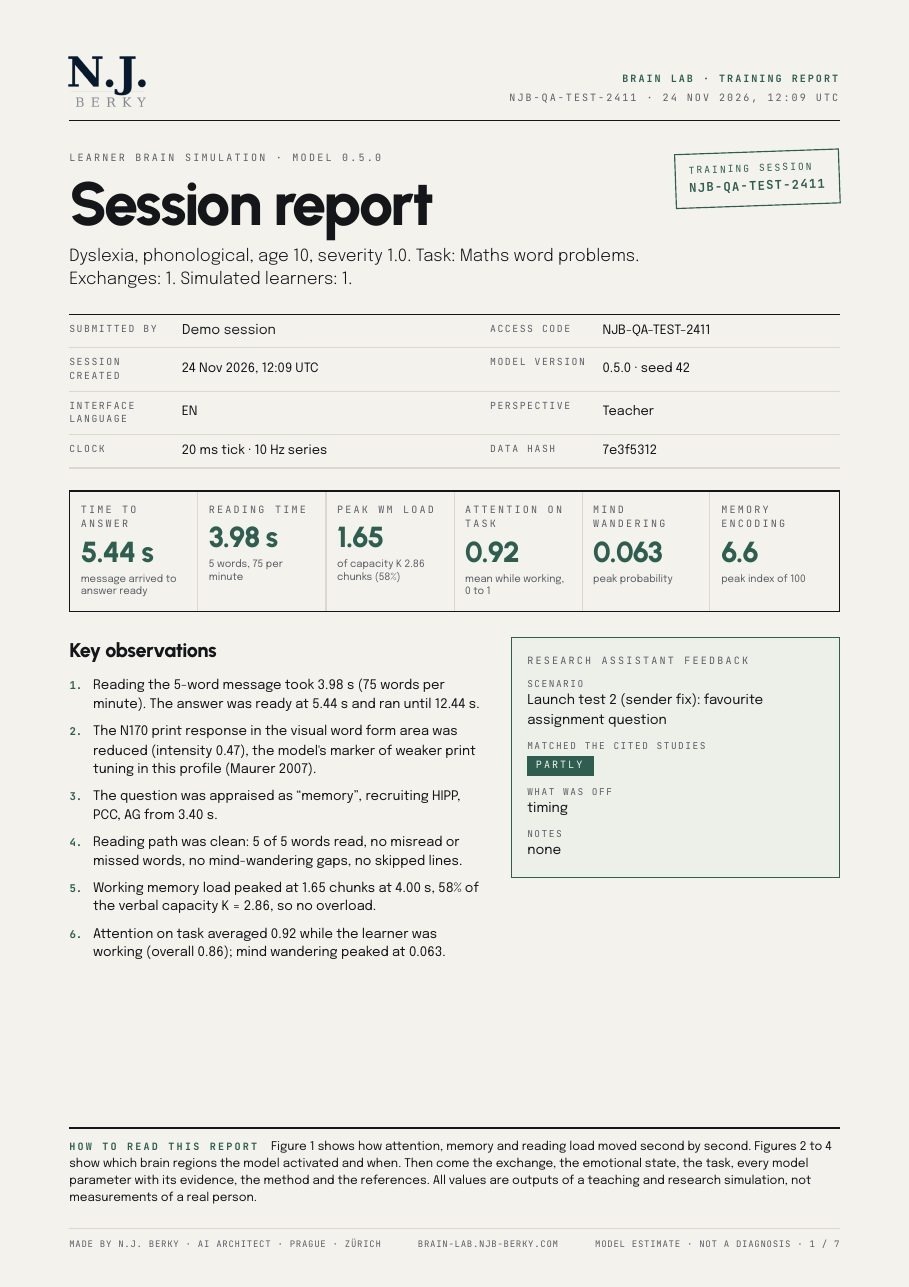 N.J.
BERKY
BRAIN LAB · TRAINING REPORT
NJB-QA-TEST-2411 · 24 NOV 2026, 12:09 UTC
LEARNER BRAIN SIMULATION · MODEL 0.5.0
TRAINING SESSION
NJB-QA-TEST-2411
Session report
Dyslexia, phonological, age 10, severity 1.0. Task: Maths word problems.
Exchanges: 1. Simulated learners: 1.
SUBMITTED BY Demo session
ACCESS CODE NJB-QA-TEST-2411
SESSION
CREATED
24 Nov 2026, 12:09 UTC
MODEL VERSION 0.5.0 · seed 42
INTERFACE
LANGUAGE
EN
PERSPECTIVE Teacher
CLOCK 20 ms tick · 10 Hz series
DATA HASH 7e3f5312
TIME TO
ANSWER
5.44 s
message arrived to
answer ready
READING TIME
3.98 s
5 words, 75 per
minute
PEAK WM LOAD
1.65
of capacity K 2.86
chunks (58%)
ATTENTION ON
TASK
0.92
mean while working,
0 to 1
MIND
WANDERING
0.063
peak probability
MEMORY
ENCODING
6.6
peak index of 100
Key observations
1. Reading the 5-word message took 3.98 s (75 words per
minute). The answer was ready at 5.44 s and ran until 12.44 s.
2. The N170 print response in the visual word form area was
reduced (intensity 0.47), the model's marker of weaker print
tuning in this profile (Maurer 2007).
3. The question was appraised as “memory”, recruiting HIPP,
PCC, AG from 3.40 s.
4. Reading path was clean: 5 of 5 words read, no misread or
missed words, no mind-wandering gaps, no skipped lines.
5. Working memory load peaked at 1.65 chunks at 4.00 s, 58% of
the verbal capacity K = 2.86, so no overload.
6. Attention on task averaged 0.92 while the learner was
working (overall 0.86); mind wandering peaked at 0.063.
RESEARCH ASSISTANT FEEDBACK
SCENARIO
Launch test 2 (sender fix): favourite
assignment question
MATCHED THE CITED STUDIES
PARTLY
WHAT WAS OFF
timing
NOTES
none
HOW TO READ THIS REPORT Figure 1 shows how attention, memory and reading load moved second by second. Figures 2 to 4
show which brain regions the model activated and when. Then come the exchange, the emotional state, the task, every model
parameter with its evidence, the method and the references. All values are outputs of a teaching and research simulation, not
measurements of a real person.
MADE BY N.J. BERKY · AI ARCHITECT · PRAGUE · ZÜRICH
BRAIN-LAB.NJB-BERKY.COM
MODEL ESTIMATE · NOT A DIAGNOSIS · 1 / 7